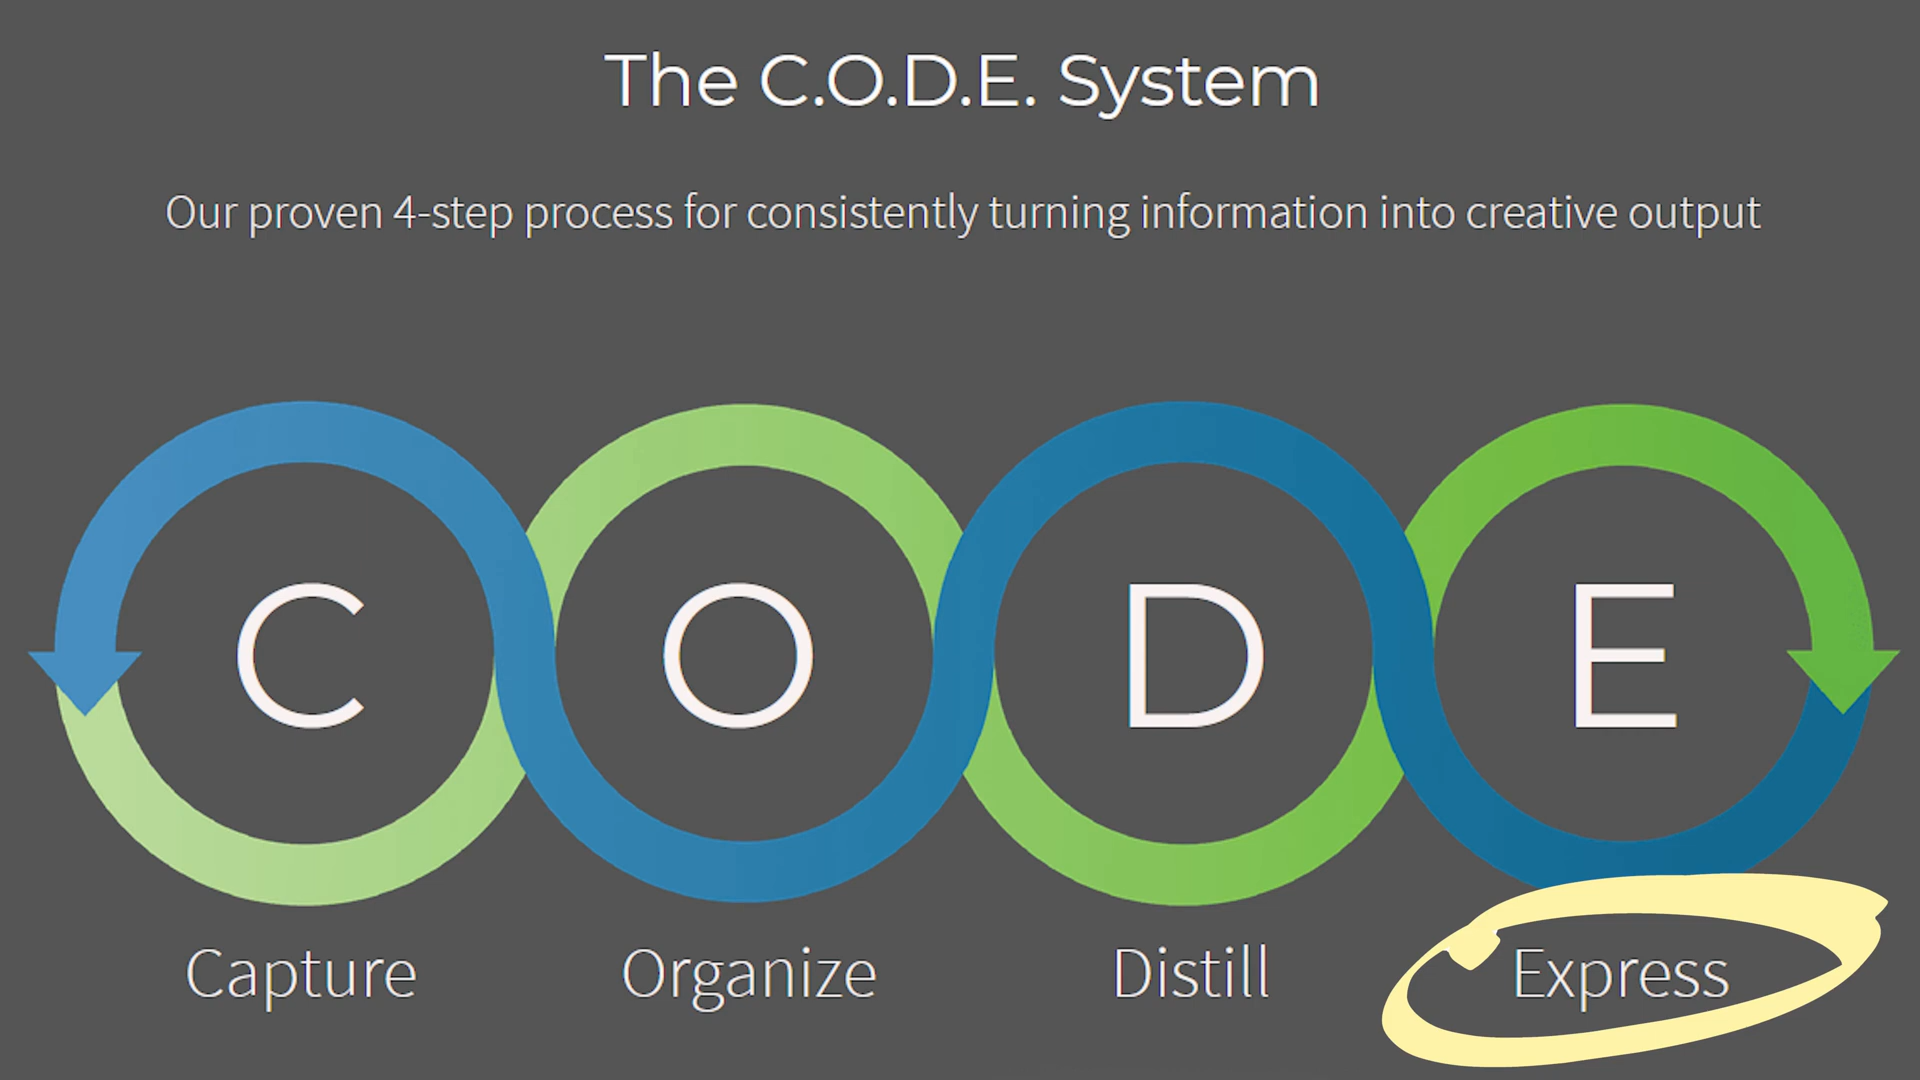 The C.O.D.E. System
Our proven 4-step process for consistently turning information into creative output
C O D E
Capture Organize Distill Express